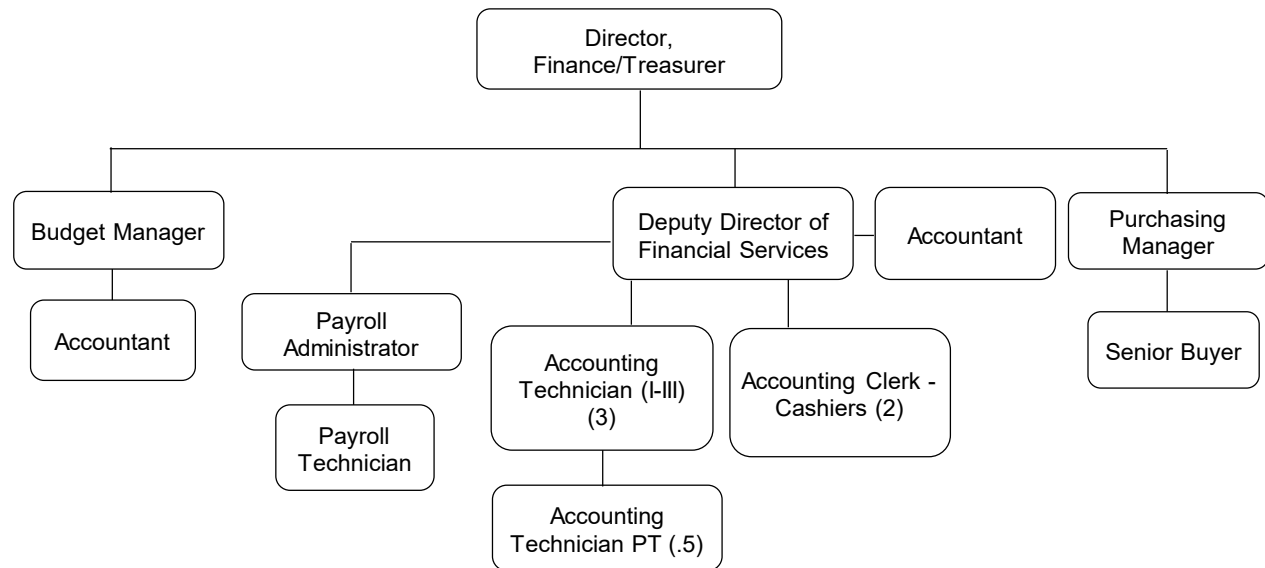 Director,
Finance/Treasurer
Budget Manager
Deputy Director of
Financial Services
Accountant
Purchasing
Manager
Accountant
Payroll
Administrator
Accounting
Technician (I-III)
(3)
Accounting Clerk -
Cashiers (2)
Senior Buyer
Payroll
Technician
Accounting
Technician PT (.5)